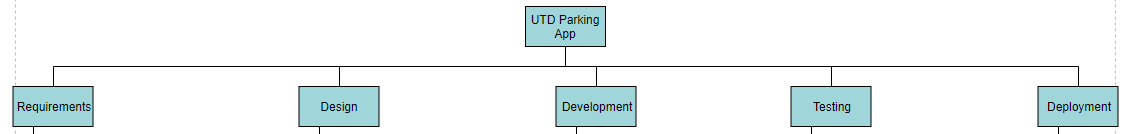 UTD Parking
App
Requirements
Design
Development
Testing
Deployment